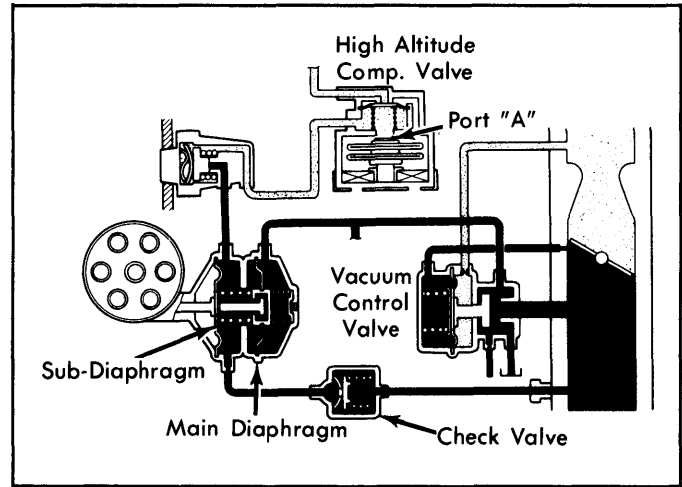 High Altitude
Comp. Valve
Port "A"
Vacuum
Control
Valve
Sub-Diaphragm
Main Diaphragm
Check Valve